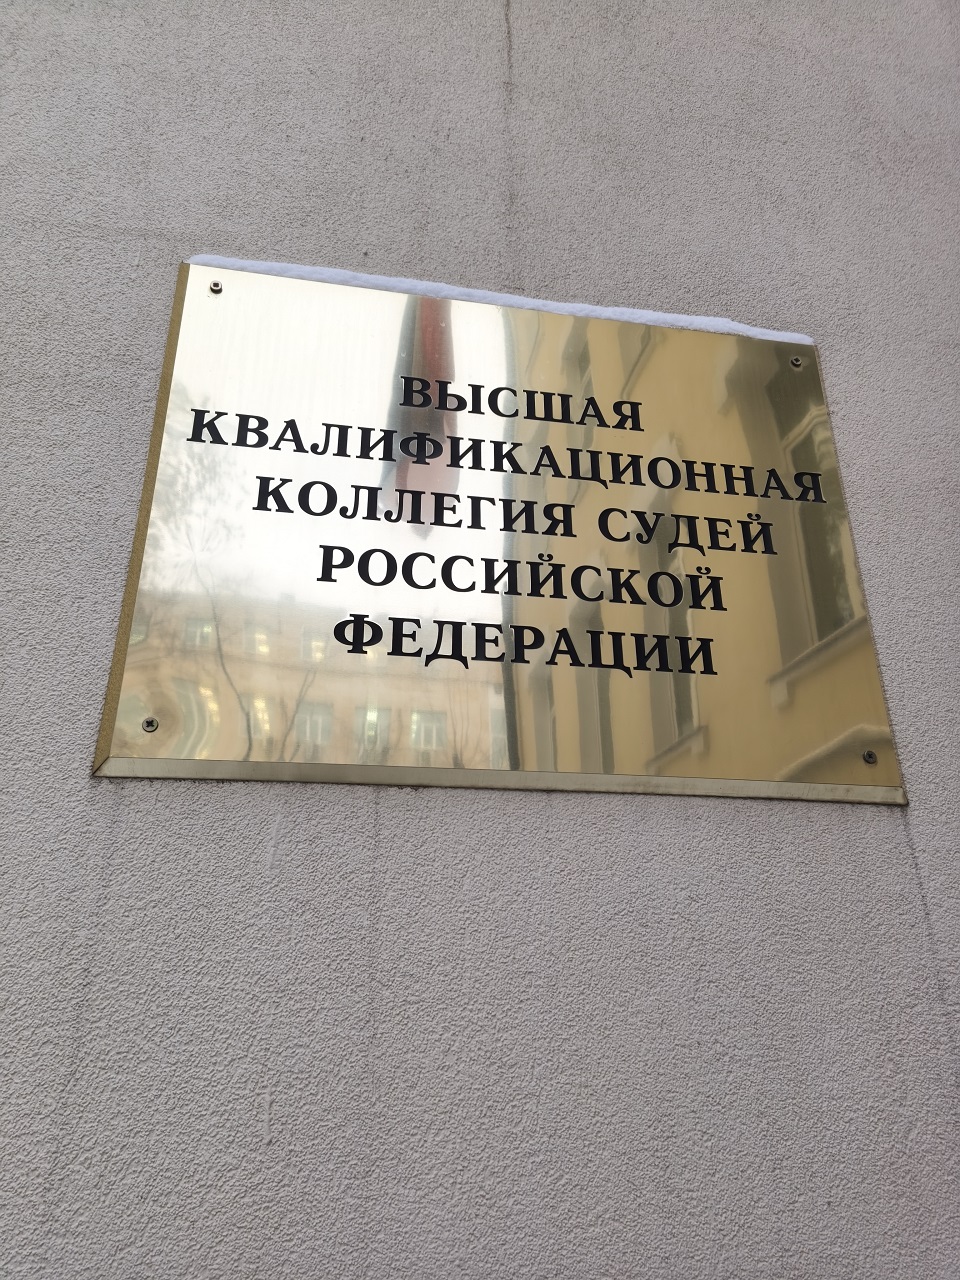 ВЫСШАЯ
КВАЛИФИКАЦИОННАЯ
КОЛЛЕГИЯ СУДЕЙ
РОССИЙСКОЙ
ФЕДЕРАЦИИ